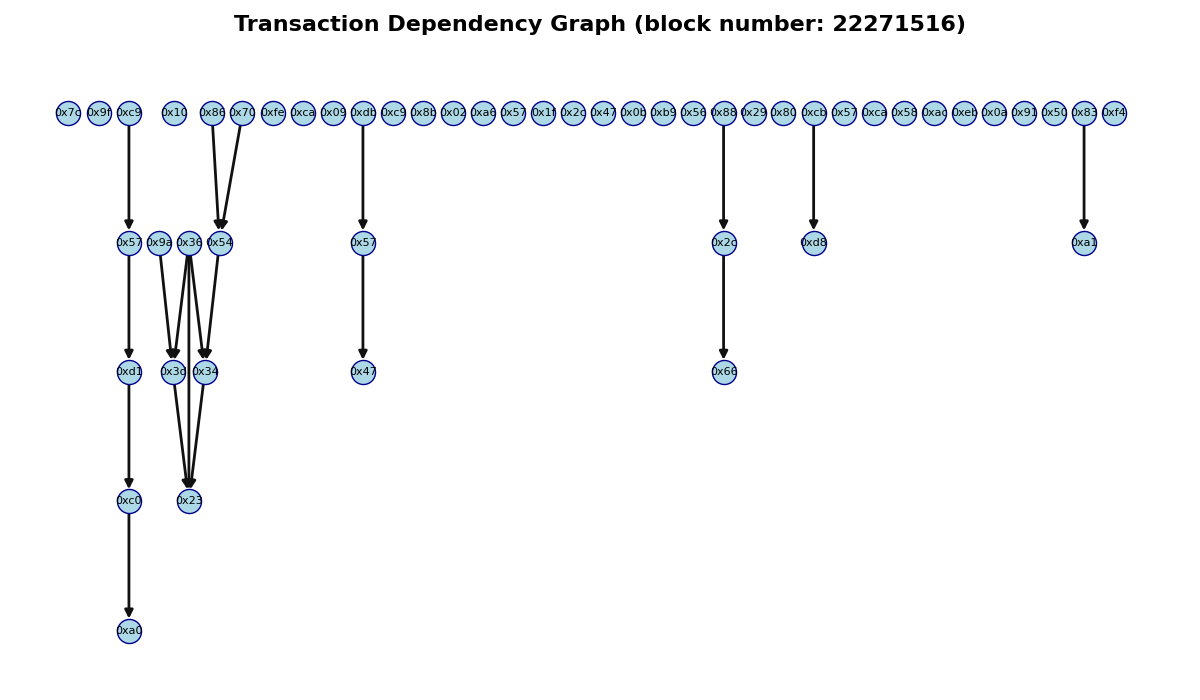 Transaction Dependency Graph (block number: 22271516)
0x7c 0x9f 0xc9 0x10 0x86 0x70 0xfe 0xca 0x09 0xdb 0xc9 0x8b 0x02 0xa6 0x57 0x1f 0x2c 0x47 0x0b 0xb9 0x56 0x88 0x29 0x80 0xcb 0x57 0xca 0x58 0xac 0xeb 0x0a 0x91 0x50 0x83 0xf4
0x57 0x9a 0x36 0x54 0x57 0x2c 0xd8 0xa1
0xd1 0x3d 0x34 0x47 0x66
0xc0 0x23
0xa0